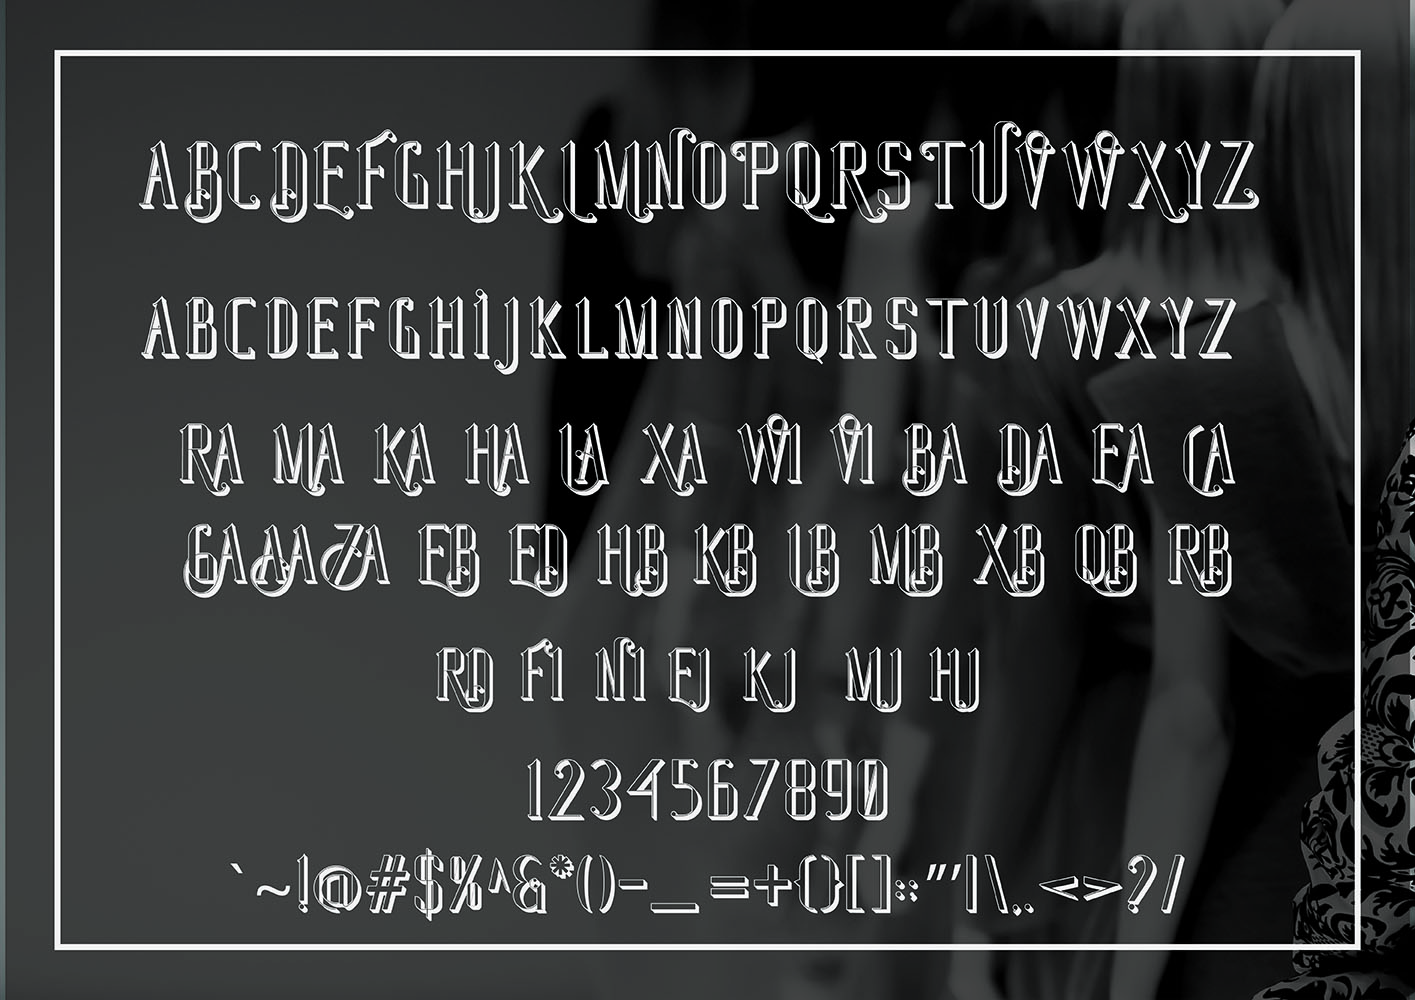 ABCDEFGHIJKLMNOPQRSTUVWXYZ
ABCDEFGHIJKLMNOPQRSTUVWXYZ
RA MA KA HA LA XA WI VI BA DA EA CA
GA AA ZA EB ED HB KB LB MB XB QB RB
RD FI NI EJ KJ MJ HJ
1234567890
`~!@#$%^&*()-_=+{}[]:;"'|\,.<>?/